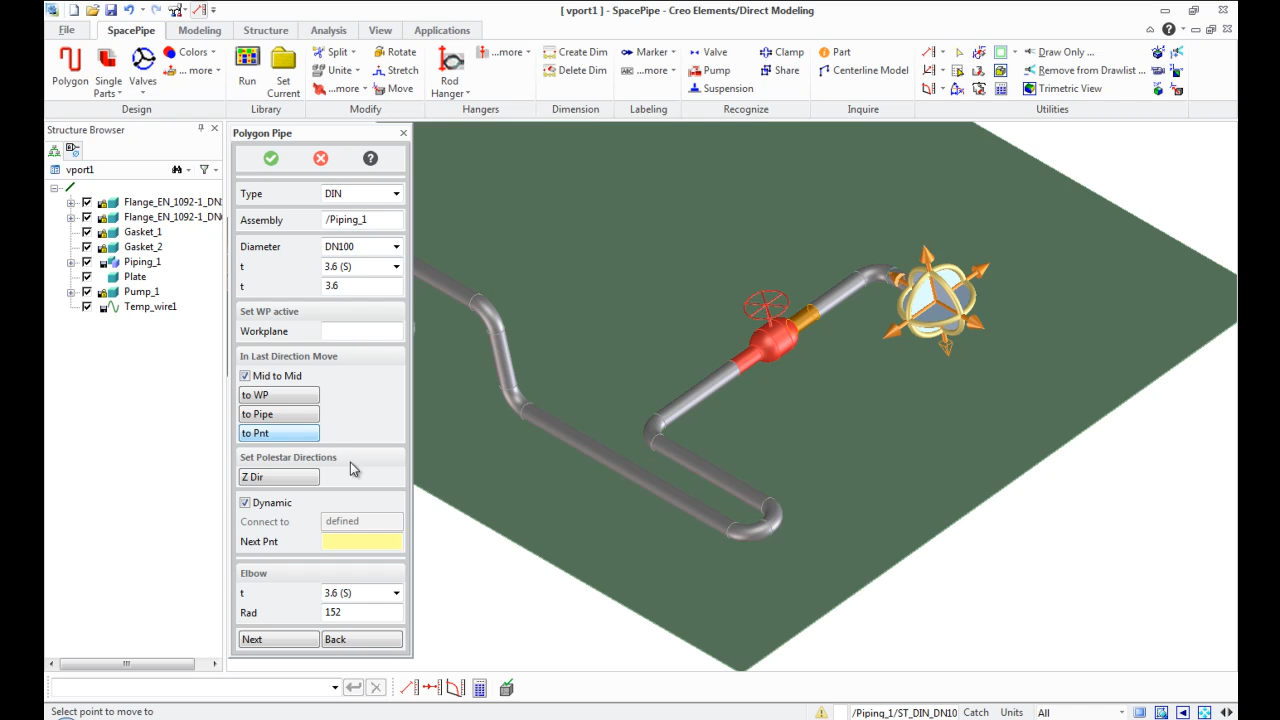 [ vport1 ] - SpacePipe - Creo Elements/Direct Modeling
File SpacePipe Modeling Structure Analysis View Applications
Polygon
Single Parts
Valves
Colors
... more
Design
Run
Set Current
Library
Split
Unite
...more
Rotate
Stretch
Move
Modify
Rod Hanger
...more
Hangers
Create Dim
Delete Dim
Dimension
Marker
ABC ...more
Labeling
Valve
Pump
Suspension
Clamp
Share
Recognize
Part
Centerline Model
Inquire
Draw Only ...
Remove from Drawlist ...
Trimetric View
Utilities
Structure Browser
vport1
Flange_EN_1092-1_DN
Flange_EN_1092-1_DN
Gasket_1
Gasket_2
Piping_1
Plate
Pump_1
Temp_wire1
Polygon Pipe
Type DIN
Assembly /Piping_1
Diameter DN100
t 3.6 (S)
t 3.6
Set WP active
Workplane
In Last Direction Move
Mid to Mid
to WP
to Pipe
to Pnt
Set Polestar Directions
Z Dir
Dynamic
Connect to defined
Next Pnt
Elbow
t 3.6 (S)
Rad 152
Next Back
Select point to move to
/Piping_1/ST_DIN_DN10 Catch Units All